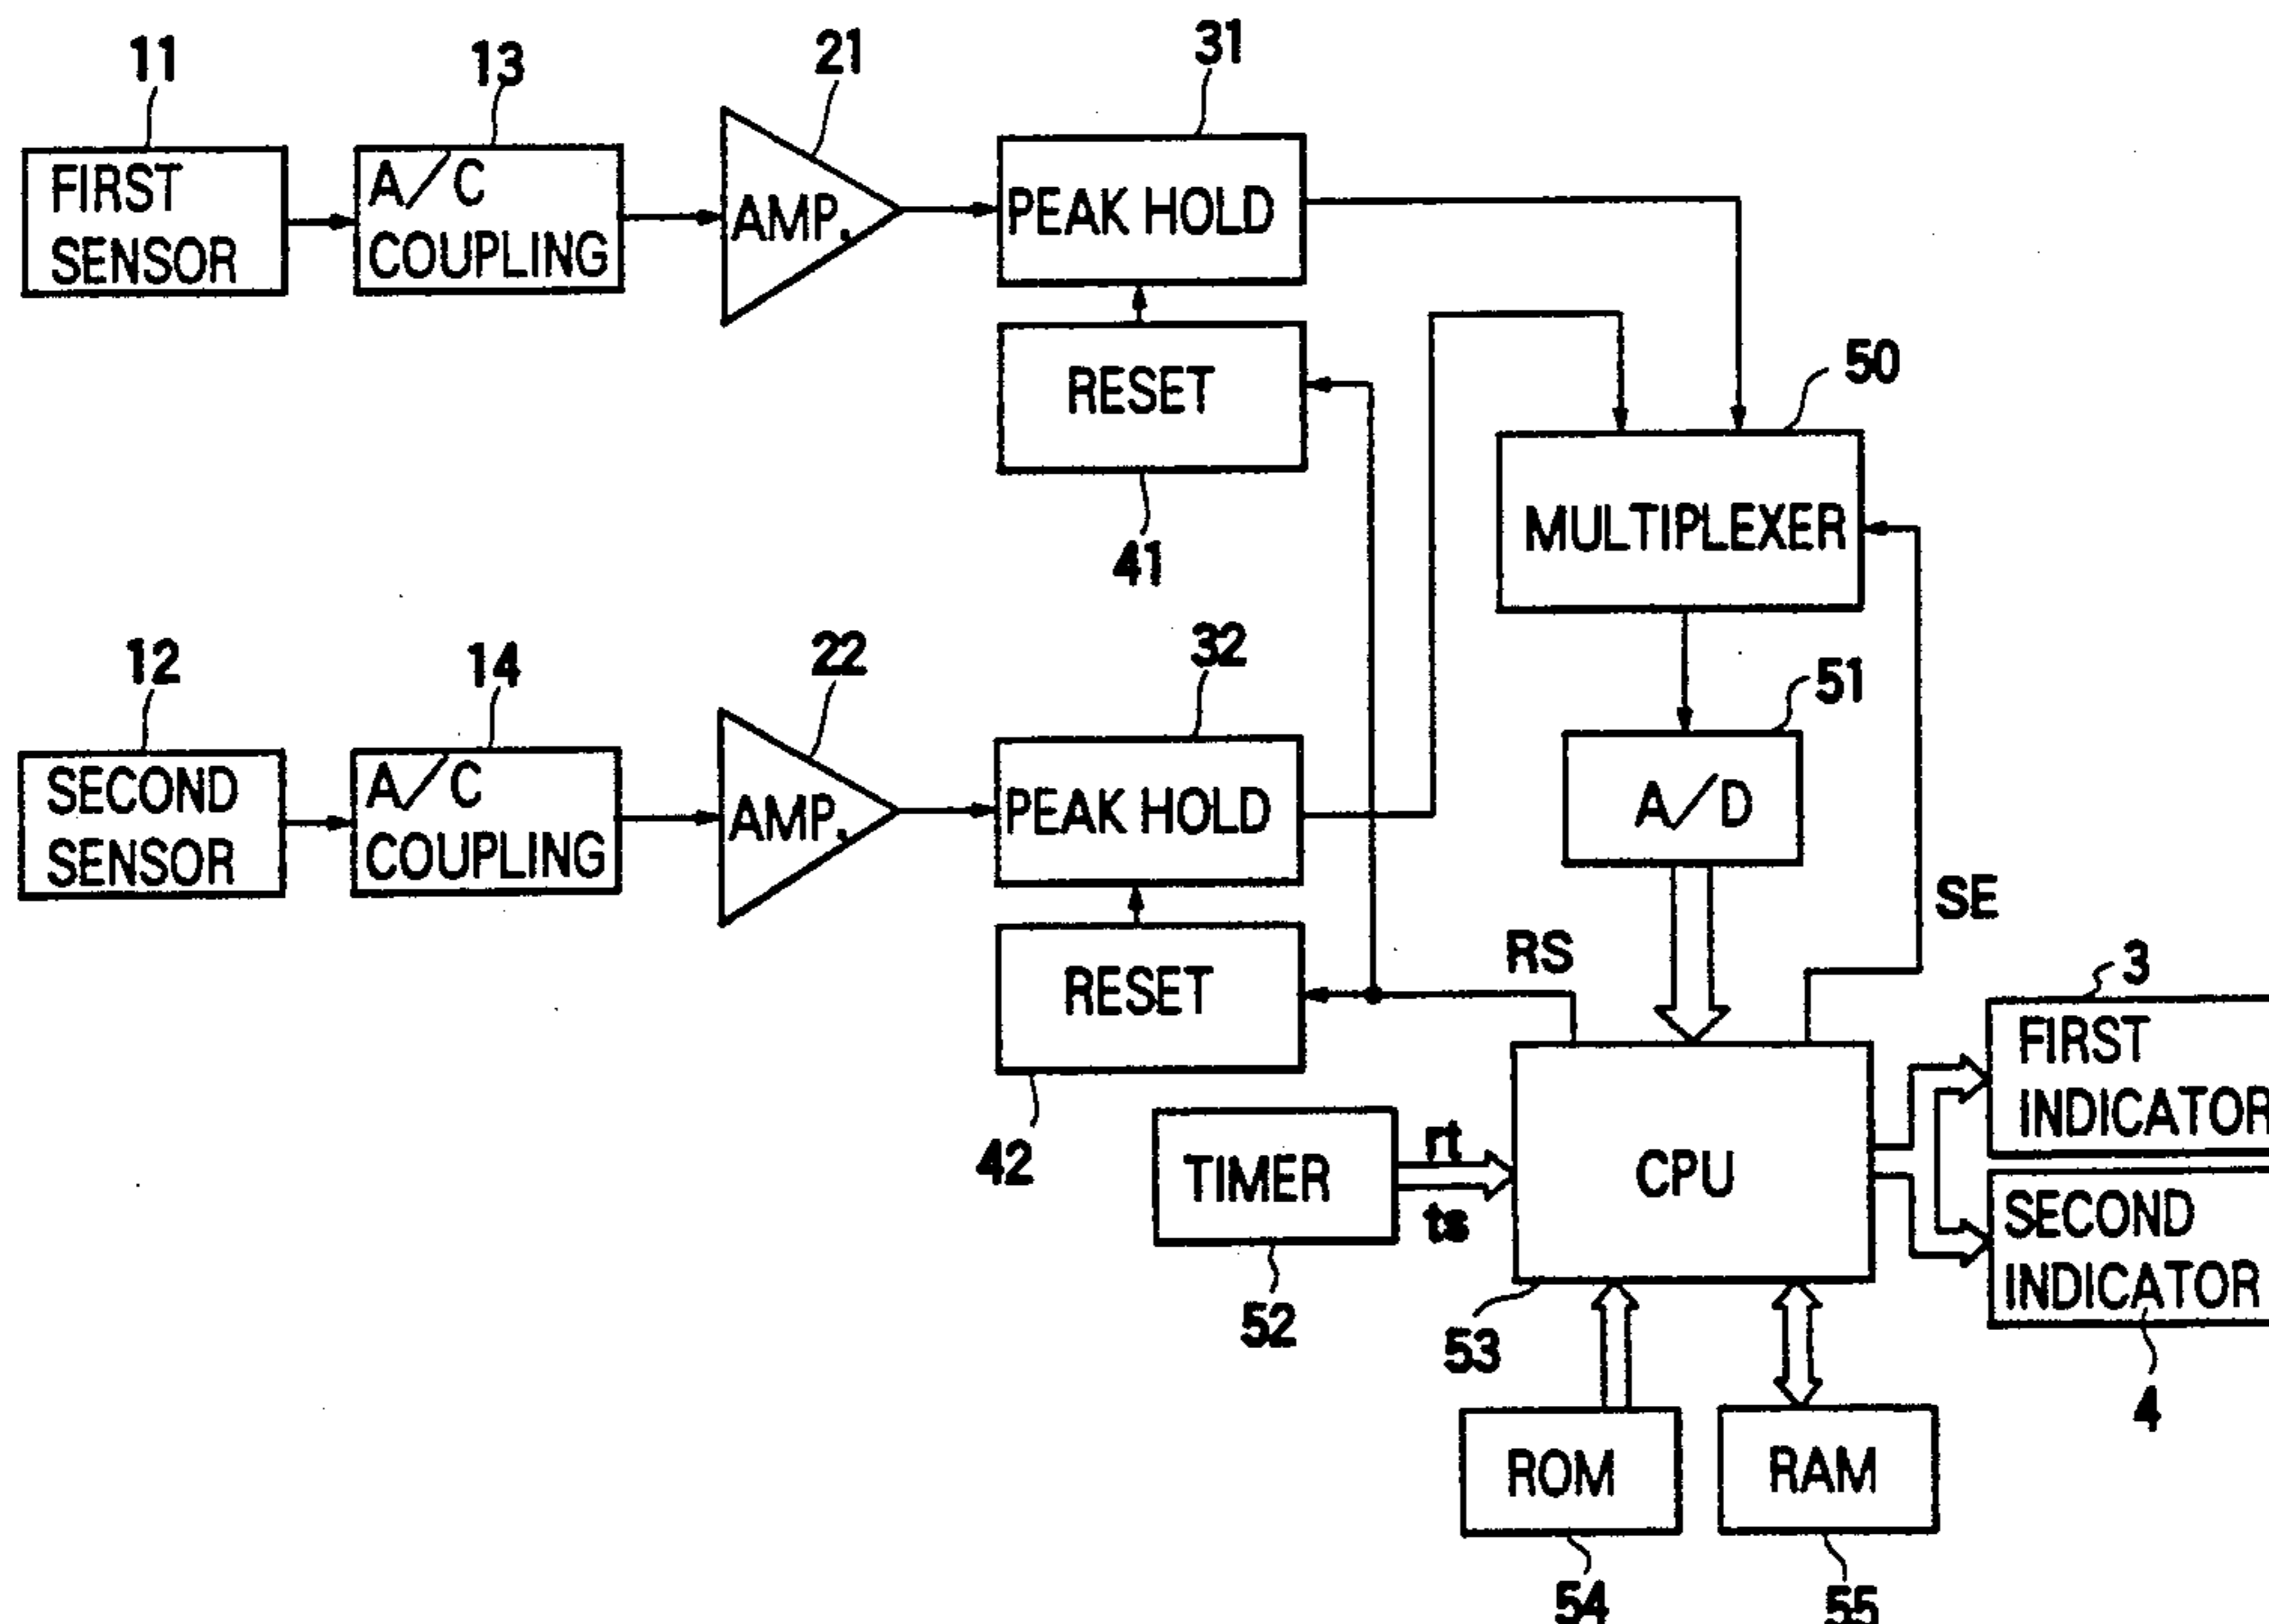 11
13
21
31
FIRST
SENSOR
A/C
COUPLING
AMP.
PEAK HOLD
RESET
41
50
MULTIPLEXER
12
14
22
32
51
SECOND
SENSOR
A/C
COUPLING
AMP.
PEAK HOLD
A/D
SE
RS
RESET
42
3
FIRST
INDICATOR
TIMER
rt
ts
52
CPU
53
SECOND
INDICATOR
4
ROM
RAM
54
55